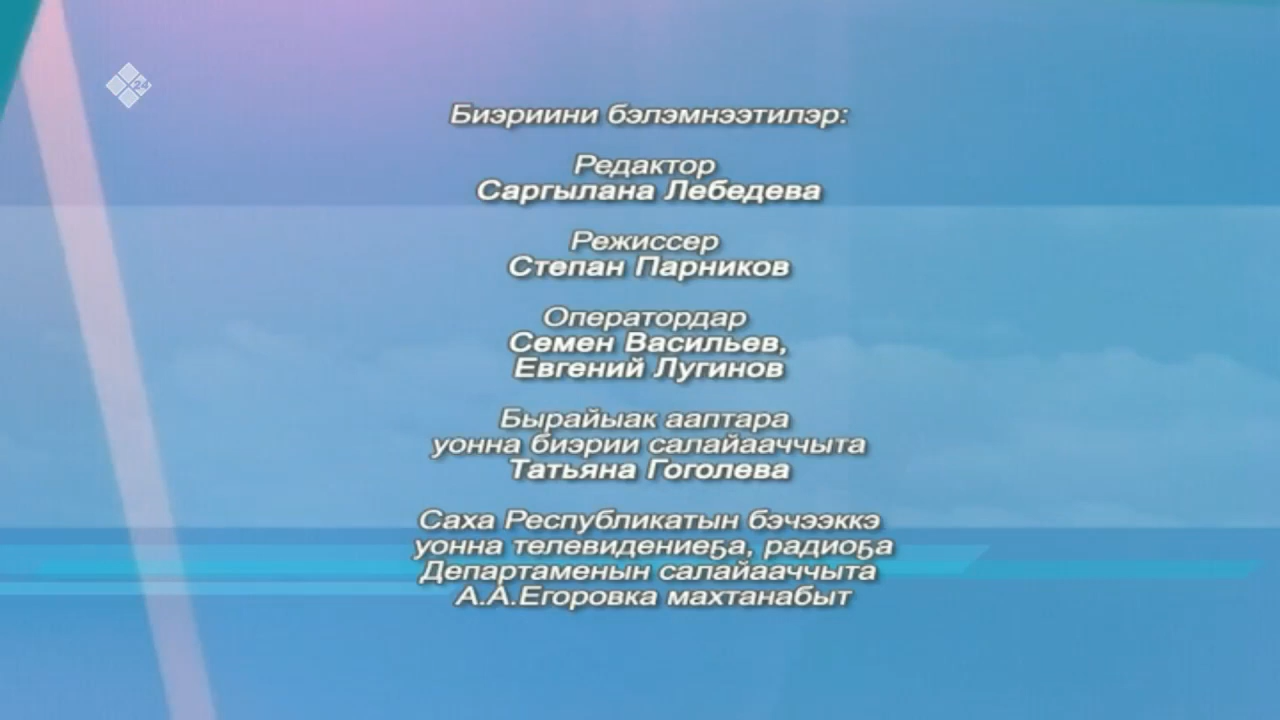 24
Биэриини бэлэмнээтилэр:
Редактор
Саргылана Лебедева
Режиссер
Степан Парников
Оператордар
Семен Васильев,
Евгений Лугинов
Бырайыак ааптара
уонна биэрии салайааччыта
Татьяна Гоголева
Саха Республикатын бэчээккэ
уонна телевидениеҕа, радиоҕа
Департаменын салайааччыта
А.А.Егоровка махтанабыт